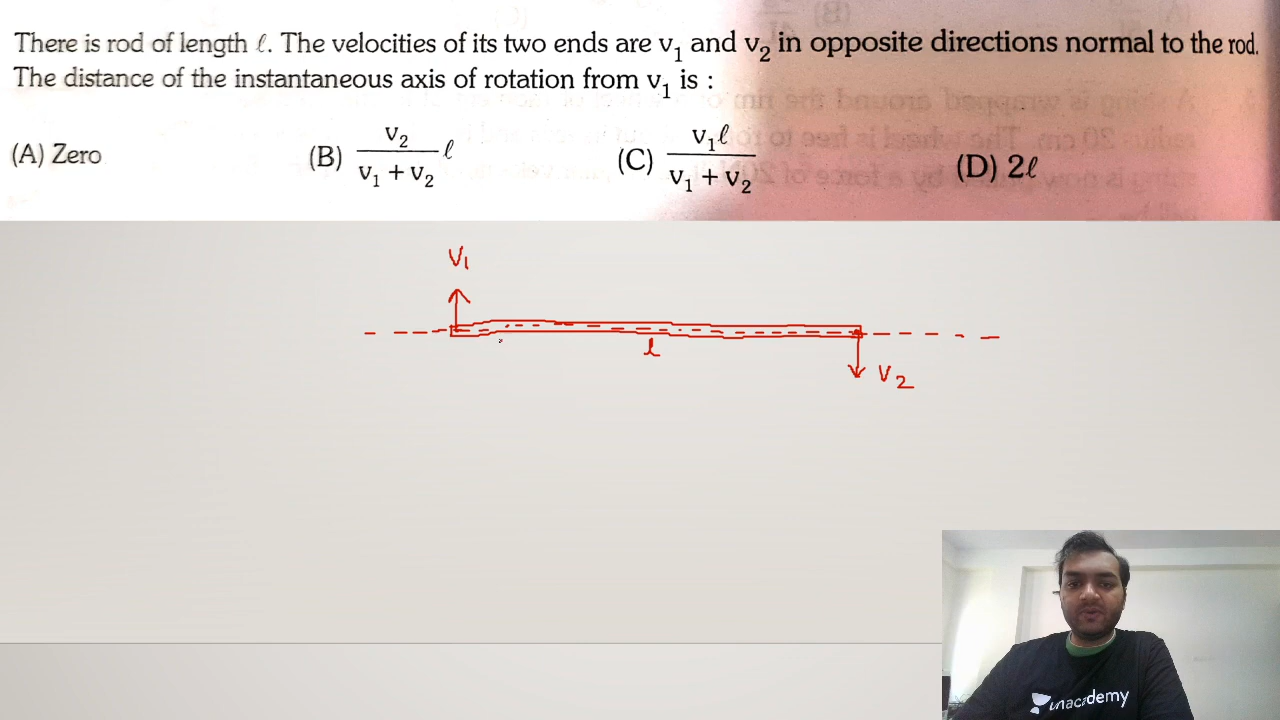 There is rod of length ℓ. The velocities of its two ends are v₁ and v₂ in opposite directions normal to the rod.
The distance of the instantaneous axis of rotation from v₁ is :
(A) Zero (B) v₂/(v₁ + v₂) ℓ (C) v₁ℓ/(v₁ + v₂) (D) 2ℓ
V₁
l
V₂
unacademy